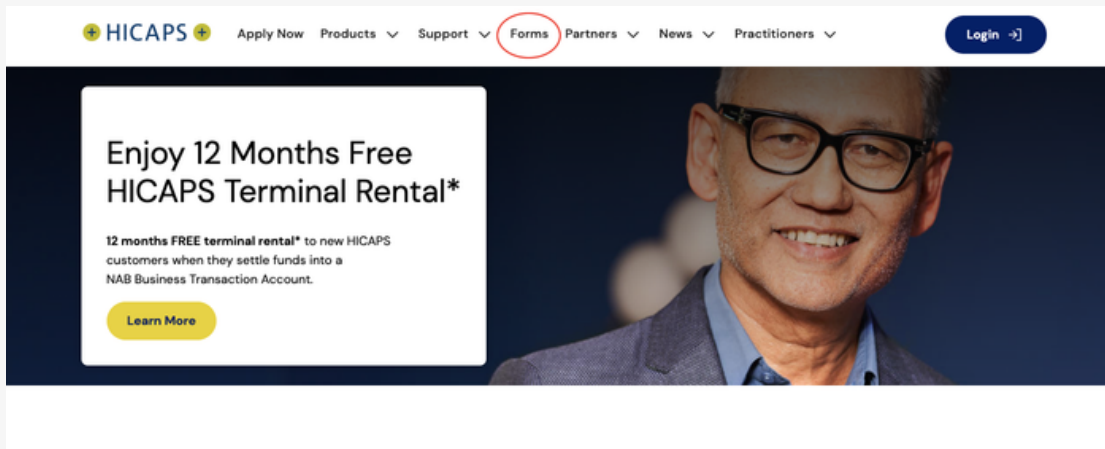 HICAPS Apply Now Products Support Forms Partners News Practitioners Login
Enjoy 12 Months Free
HICAPS Terminal Rental*
12 months FREE terminal rental* to new HICAPS
customers when they settle funds into a
NAB Business Transaction Account.
Learn More